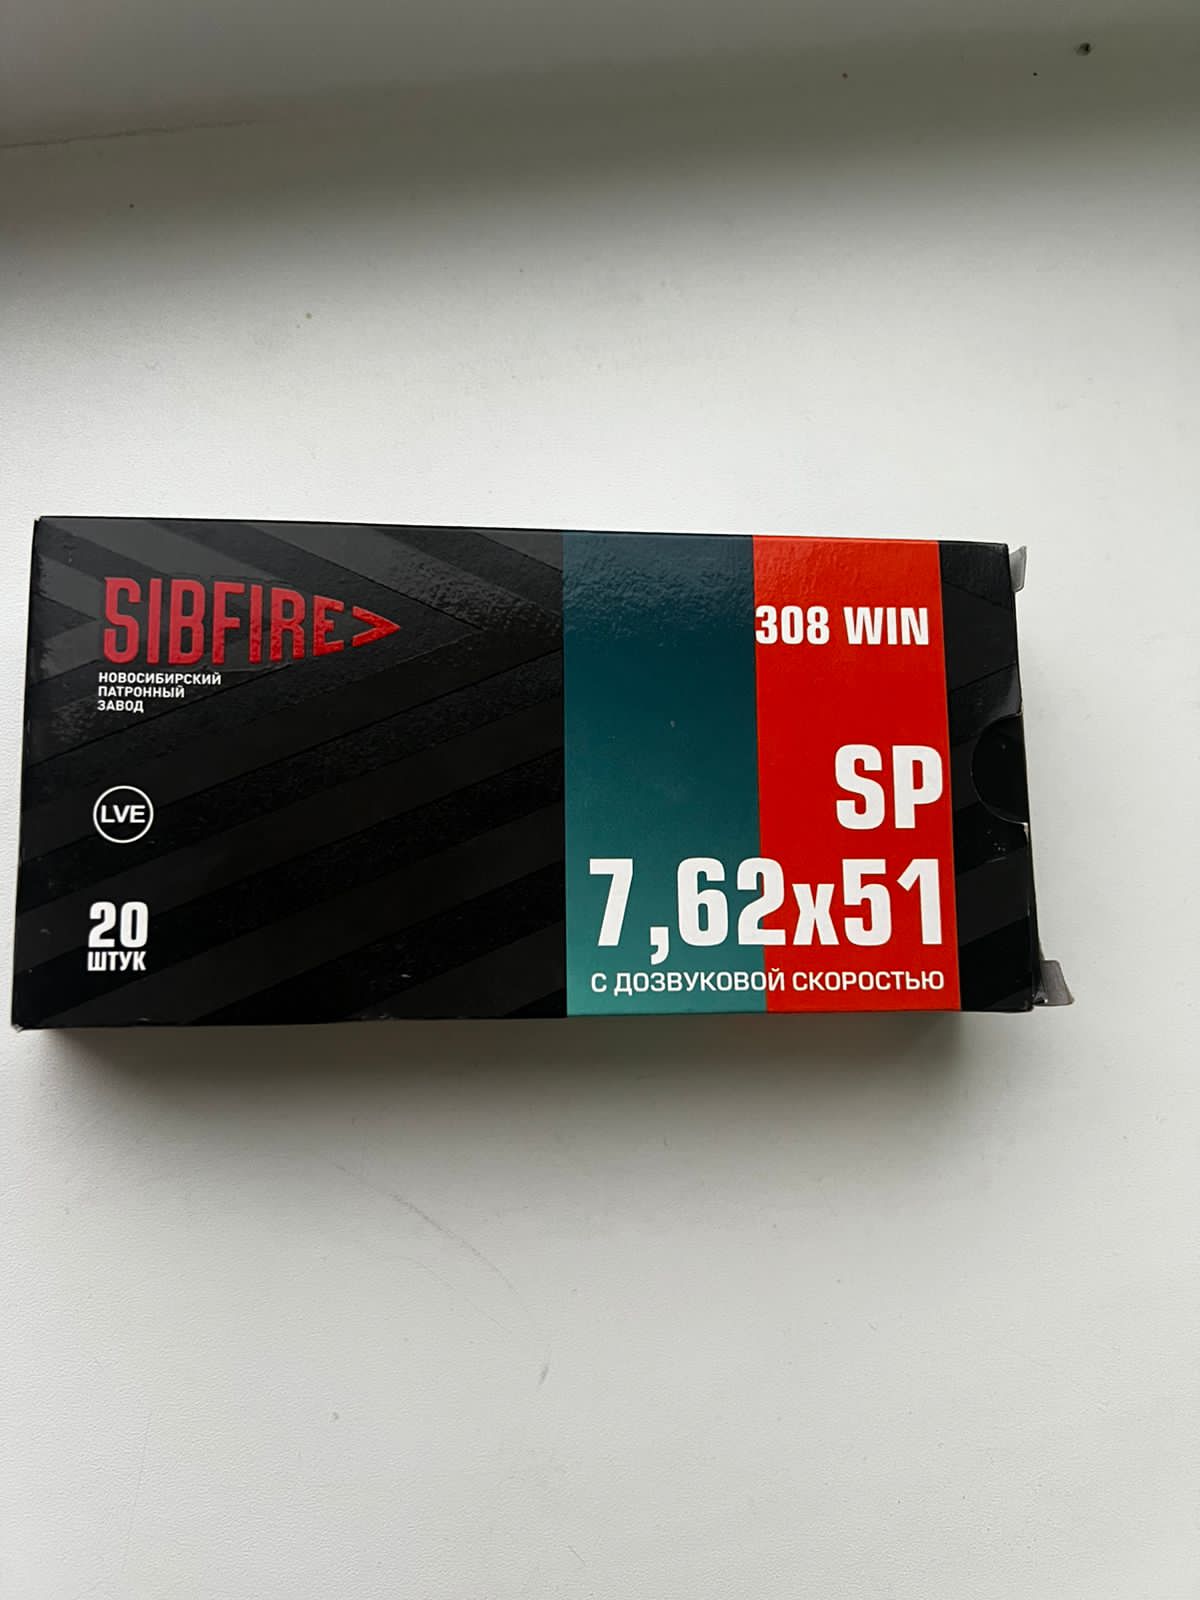 SIBFIRE>
НОВОСИБИРСКИЙ
ПАТРОННЫЙ
ЗАВОД
LVE
20
ШТУК
308 WIN
SP
7,62x51
С ДОЗВУКОВОЙ СКОРОСТЬЮ